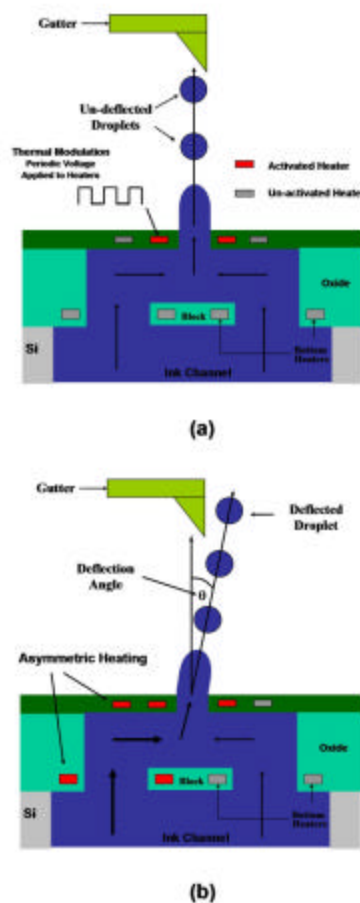 Gutter
Un-deflected
Droplets
Thermal Modulation
Periodic Voltage
Applied to Heaters
Activated Heater
Un-activated Heater
Oxide
Block
Si
Bottom
Heaters
Ink Channel
(a)
Gutter
Deflected
Droplet
Deflection
Angle
θ
Asymmetric Heating
Oxide
Block
Si
Bottom
Heaters
Ink Channel
(b)